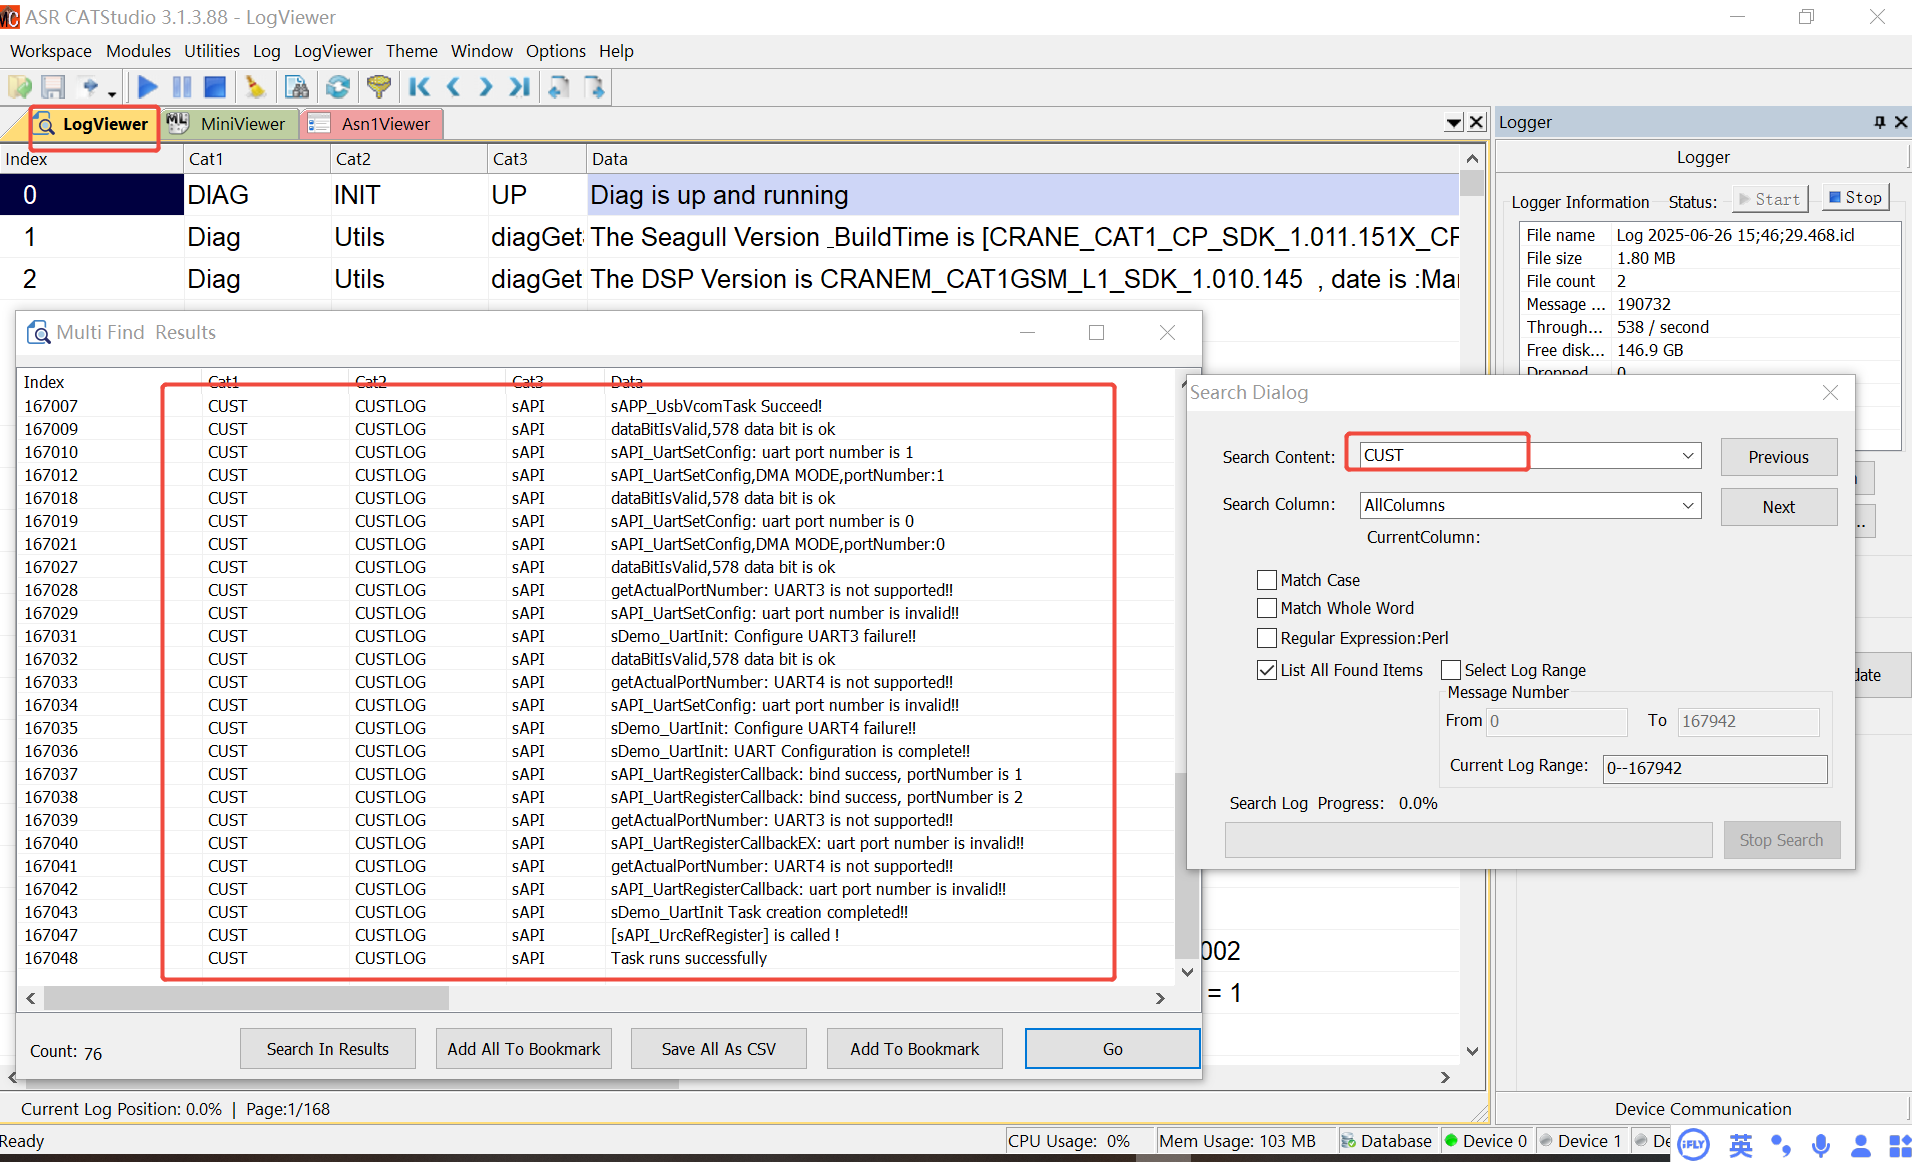 ASR CATStudio 3.1.3.88 - LogViewer
Workspace Modules Utilities Log LogViewer Theme Window Options Help
LogViewer MiniViewer Asn1Viewer
Index Cat1 Cat2 Cat3 Data
0 DIAG INIT UP Diag is up and running
1 Diag Utils diagGet The Seagull Version _BuildTime is [CRANE_CAT1_CP_SDK_1.011.151X_CF
2 Diag Utils diagGet The DSP Version is CRANEM_CAT1GSM_L1_SDK_1.010.145 , date is :Mar
Logger
Logger
Logger Information Status: Start Stop
File name Log 2025-06-26 15;46;29.468.icl
File size 1.80 MB
File count 2
Message ... 190732
Through... 538 / second
Free disk... 146.9 GB
Dropped 0
Multi Find Results
Index Cat1 Cat2 Cat3 Data
167007 CUST CUSTLOG sAPI sAPP_UsbVcomTask Succeed!
167009 CUST CUSTLOG sAPI dataBitIsValid,578 data bit is ok
167010 CUST CUSTLOG sAPI sAPI_UartSetConfig: uart port number is 1
167012 CUST CUSTLOG sAPI sAPI_UartSetConfig,DMA MODE,portNumber:1
167018 CUST CUSTLOG sAPI dataBitIsValid,578 data bit is ok
167019 CUST CUSTLOG sAPI sAPI_UartSetConfig: uart port number is 0
167021 CUST CUSTLOG sAPI sAPI_UartSetConfig,DMA MODE,portNumber:0
167027 CUST CUSTLOG sAPI dataBitIsValid,578 data bit is ok
167028 CUST CUSTLOG sAPI getActualPortNumber: UART3 is not supported!!
167029 CUST CUSTLOG sAPI sAPI_UartSetConfig: uart port number is invalid!!
167031 CUST CUSTLOG sAPI sDemo_UartInit: Configure UART3 failure!!
167032 CUST CUSTLOG sAPI dataBitIsValid,578 data bit is ok
167033 CUST CUSTLOG sAPI getActualPortNumber: UART4 is not supported!!
167034 CUST CUSTLOG sAPI sAPI_UartSetConfig: uart port number is invalid!!
167035 CUST CUSTLOG sAPI sDemo_UartInit: Configure UART4 failure!!
167036 CUST CUSTLOG sAPI sDemo_UartInit: UART Configuration is complete!!
167037 CUST CUSTLOG sAPI sAPI_UartRegisterCallback: bind success, portNumber is 1
167038 CUST CUSTLOG sAPI sAPI_UartRegisterCallback: bind success, portNumber is 2
167039 CUST CUSTLOG sAPI getActualPortNumber: UART3 is not supported!!
167040 CUST CUSTLOG sAPI sAPI_UartRegisterCallbackEX: uart port number is invalid!!
167041 CUST CUSTLOG sAPI getActualPortNumber: UART4 is not supported!!
167042 CUST CUSTLOG sAPI sAPI_UartRegisterCallback: uart port number is invalid!!
167043 CUST CUSTLOG sAPI sDemo_UartInit Task creation completed!!
167047 CUST CUSTLOG sAPI [sAPI_UrcRefRegister] is called !
167048 CUST CUSTLOG sAPI Task runs successfully
Count: 76 Search In Results Add All To Bookmark Save All As CSV Add To Bookmark Go
Search Dialog
Search Content: CUST Previous
Search Column: AllColumns Next
CurrentColumn:
Match Case
Match Whole Word
Regular Expression:Perl
List All Found Items Select Log Range
Message Number
From 0 To 167942
Current Log Range: 0--167942
Search Log Progress: 0.0%
Stop Search
date
002
= 1
Current Log Position: 0.0% | Page:1/168
Device Communication
Ready CPU Usage: 0% Mem Usage: 103 MB Database Device 0 Device 1 De
iFLY 英